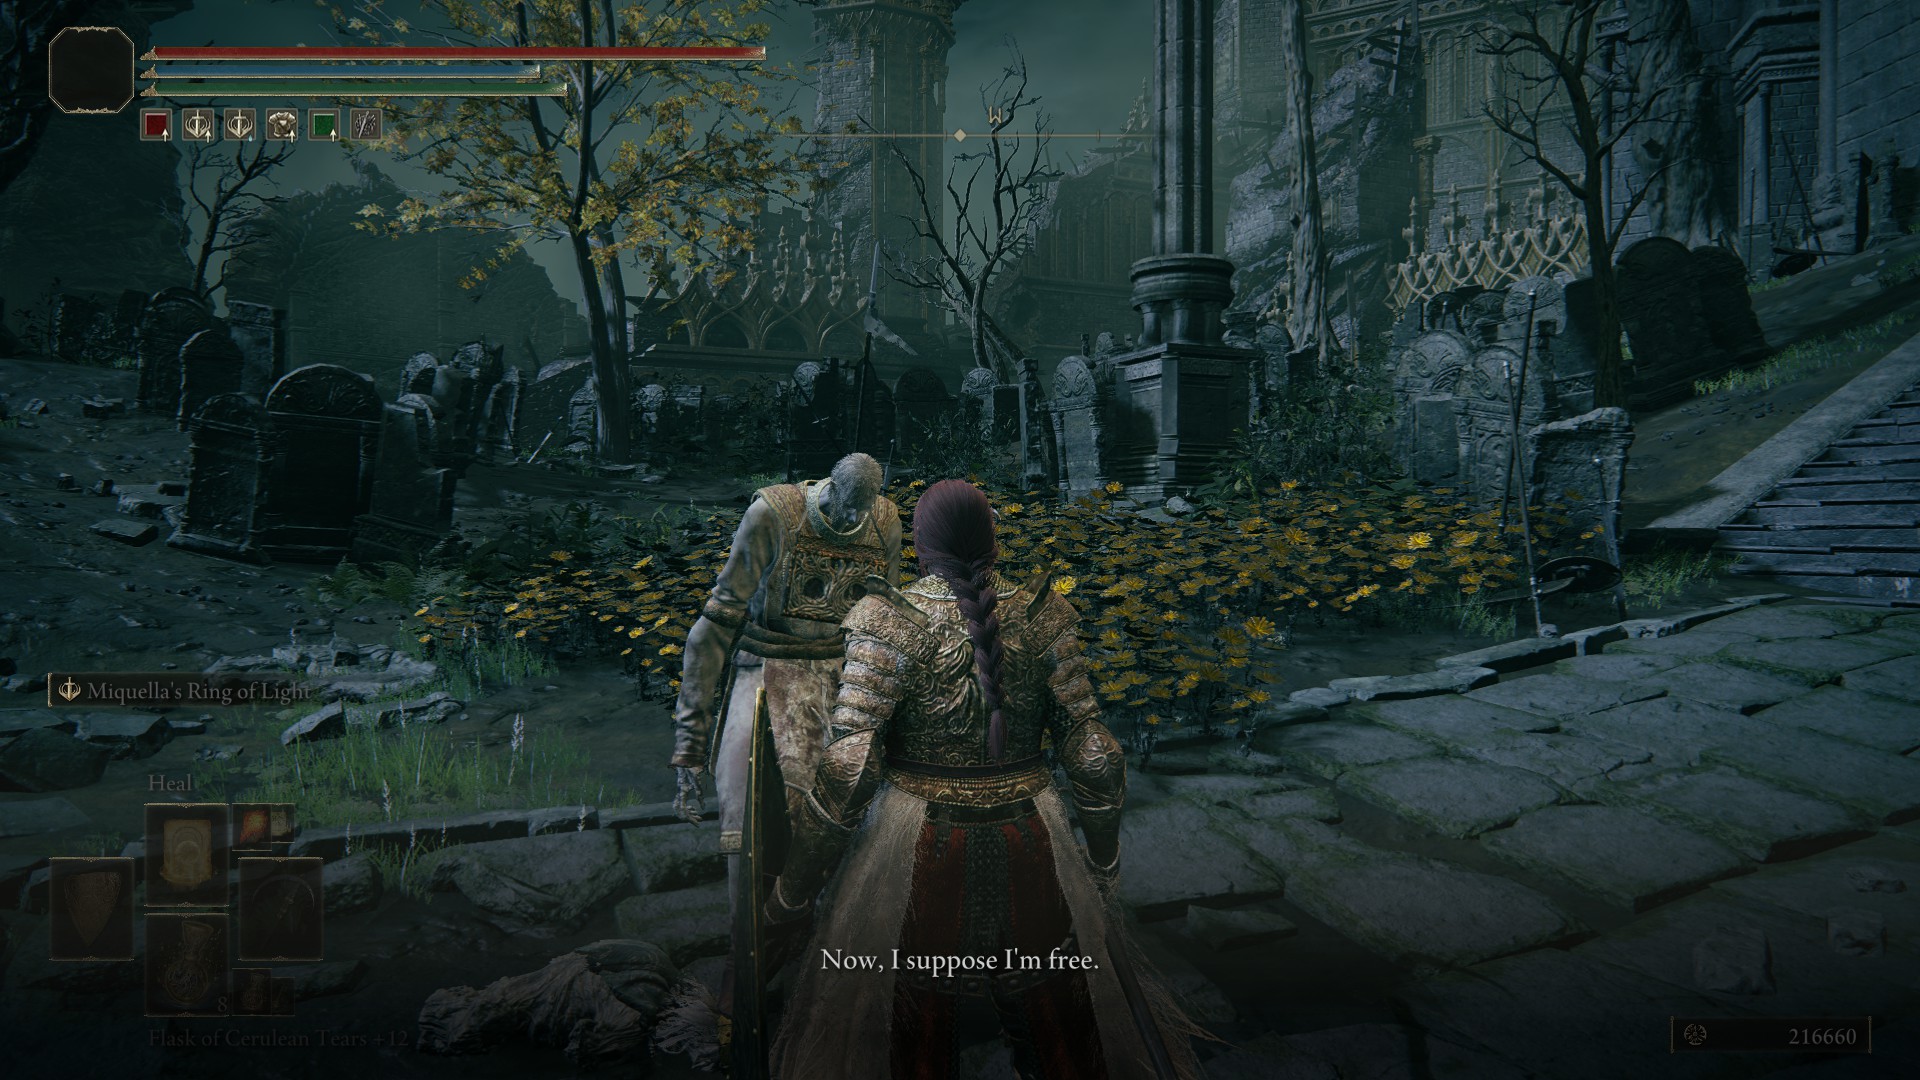 W
Miquella's Ring of Light
Heal
8
Flask of Cerulean Tears +12
Now, I suppose I'm free.
216660